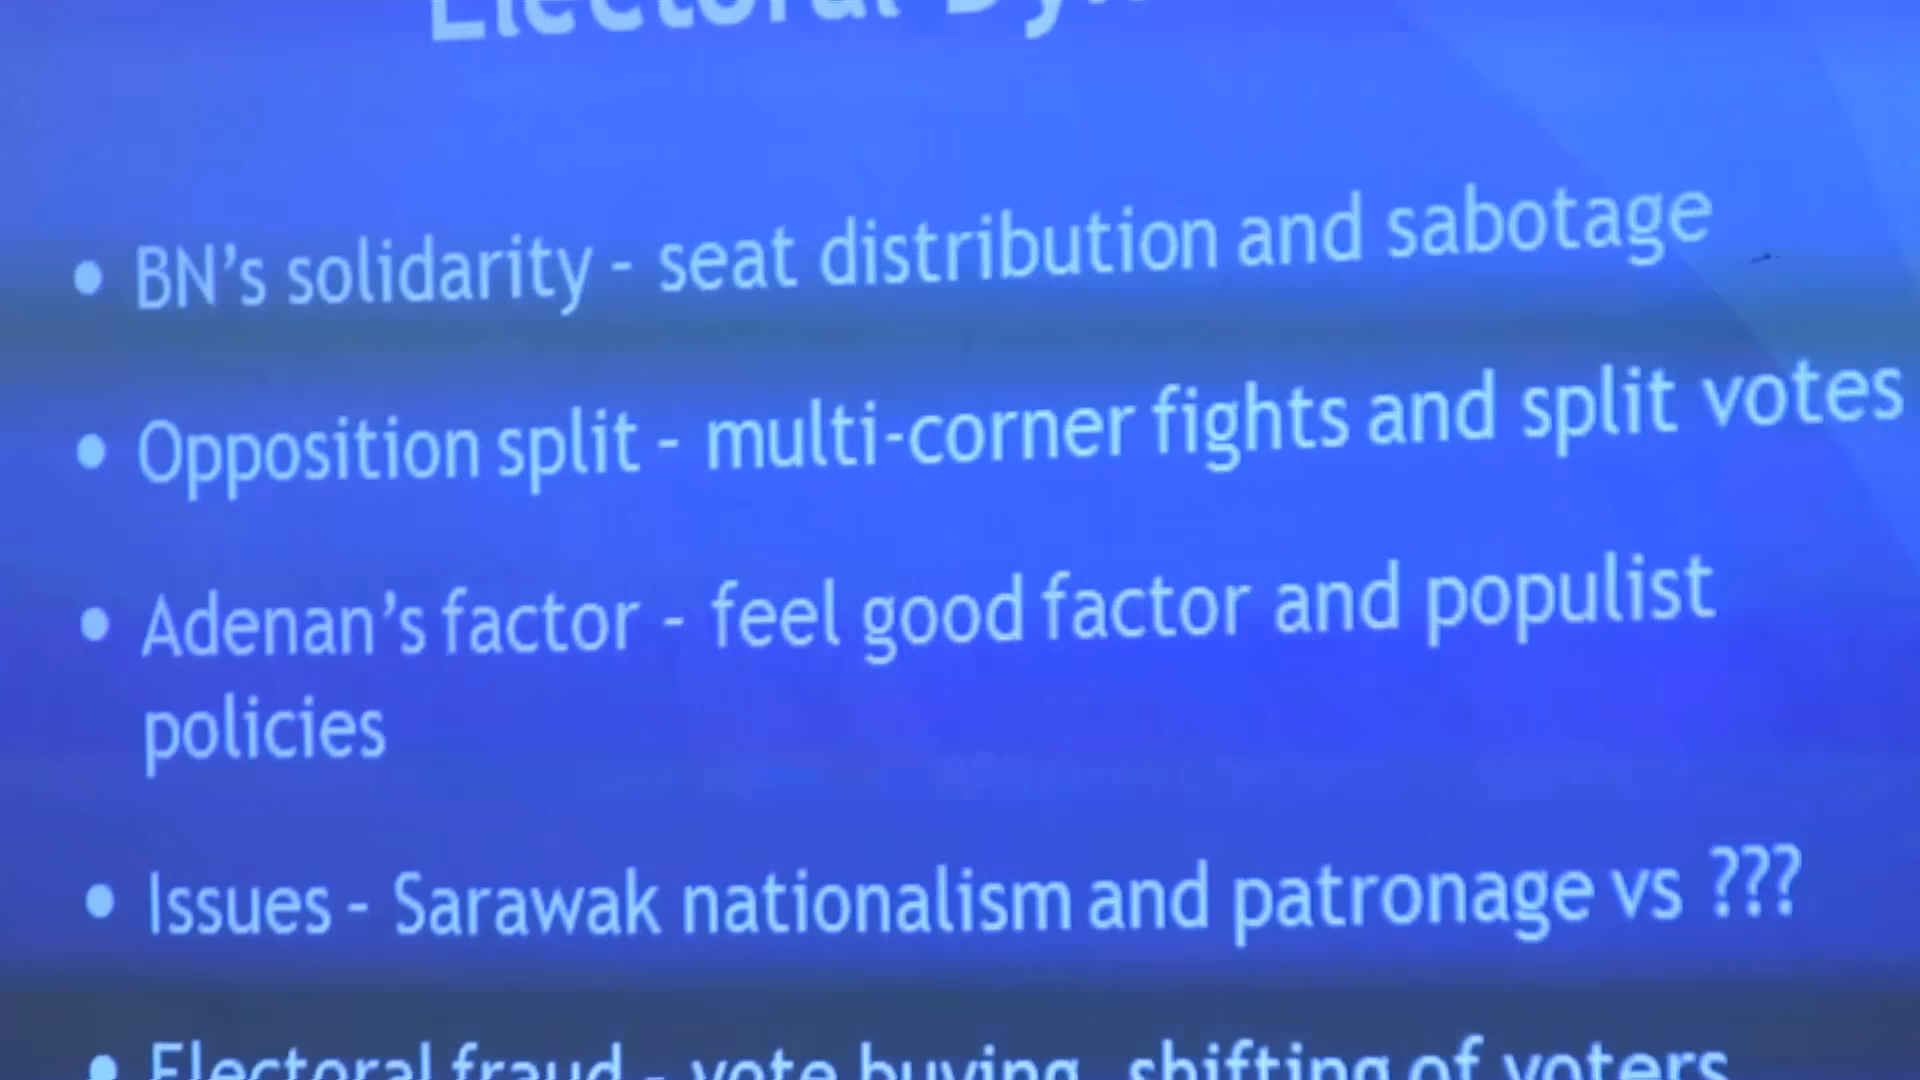 Electoral
• BN's solidarity - seat distribution and sabotage
• Opposition split - multi-corner fights and split votes
• Adenan's factor - feel good factor and populist
policies
• Issues - Sarawak nationalism and patronage vs ???
• Electoral fraud - vote buying, shifting of voters